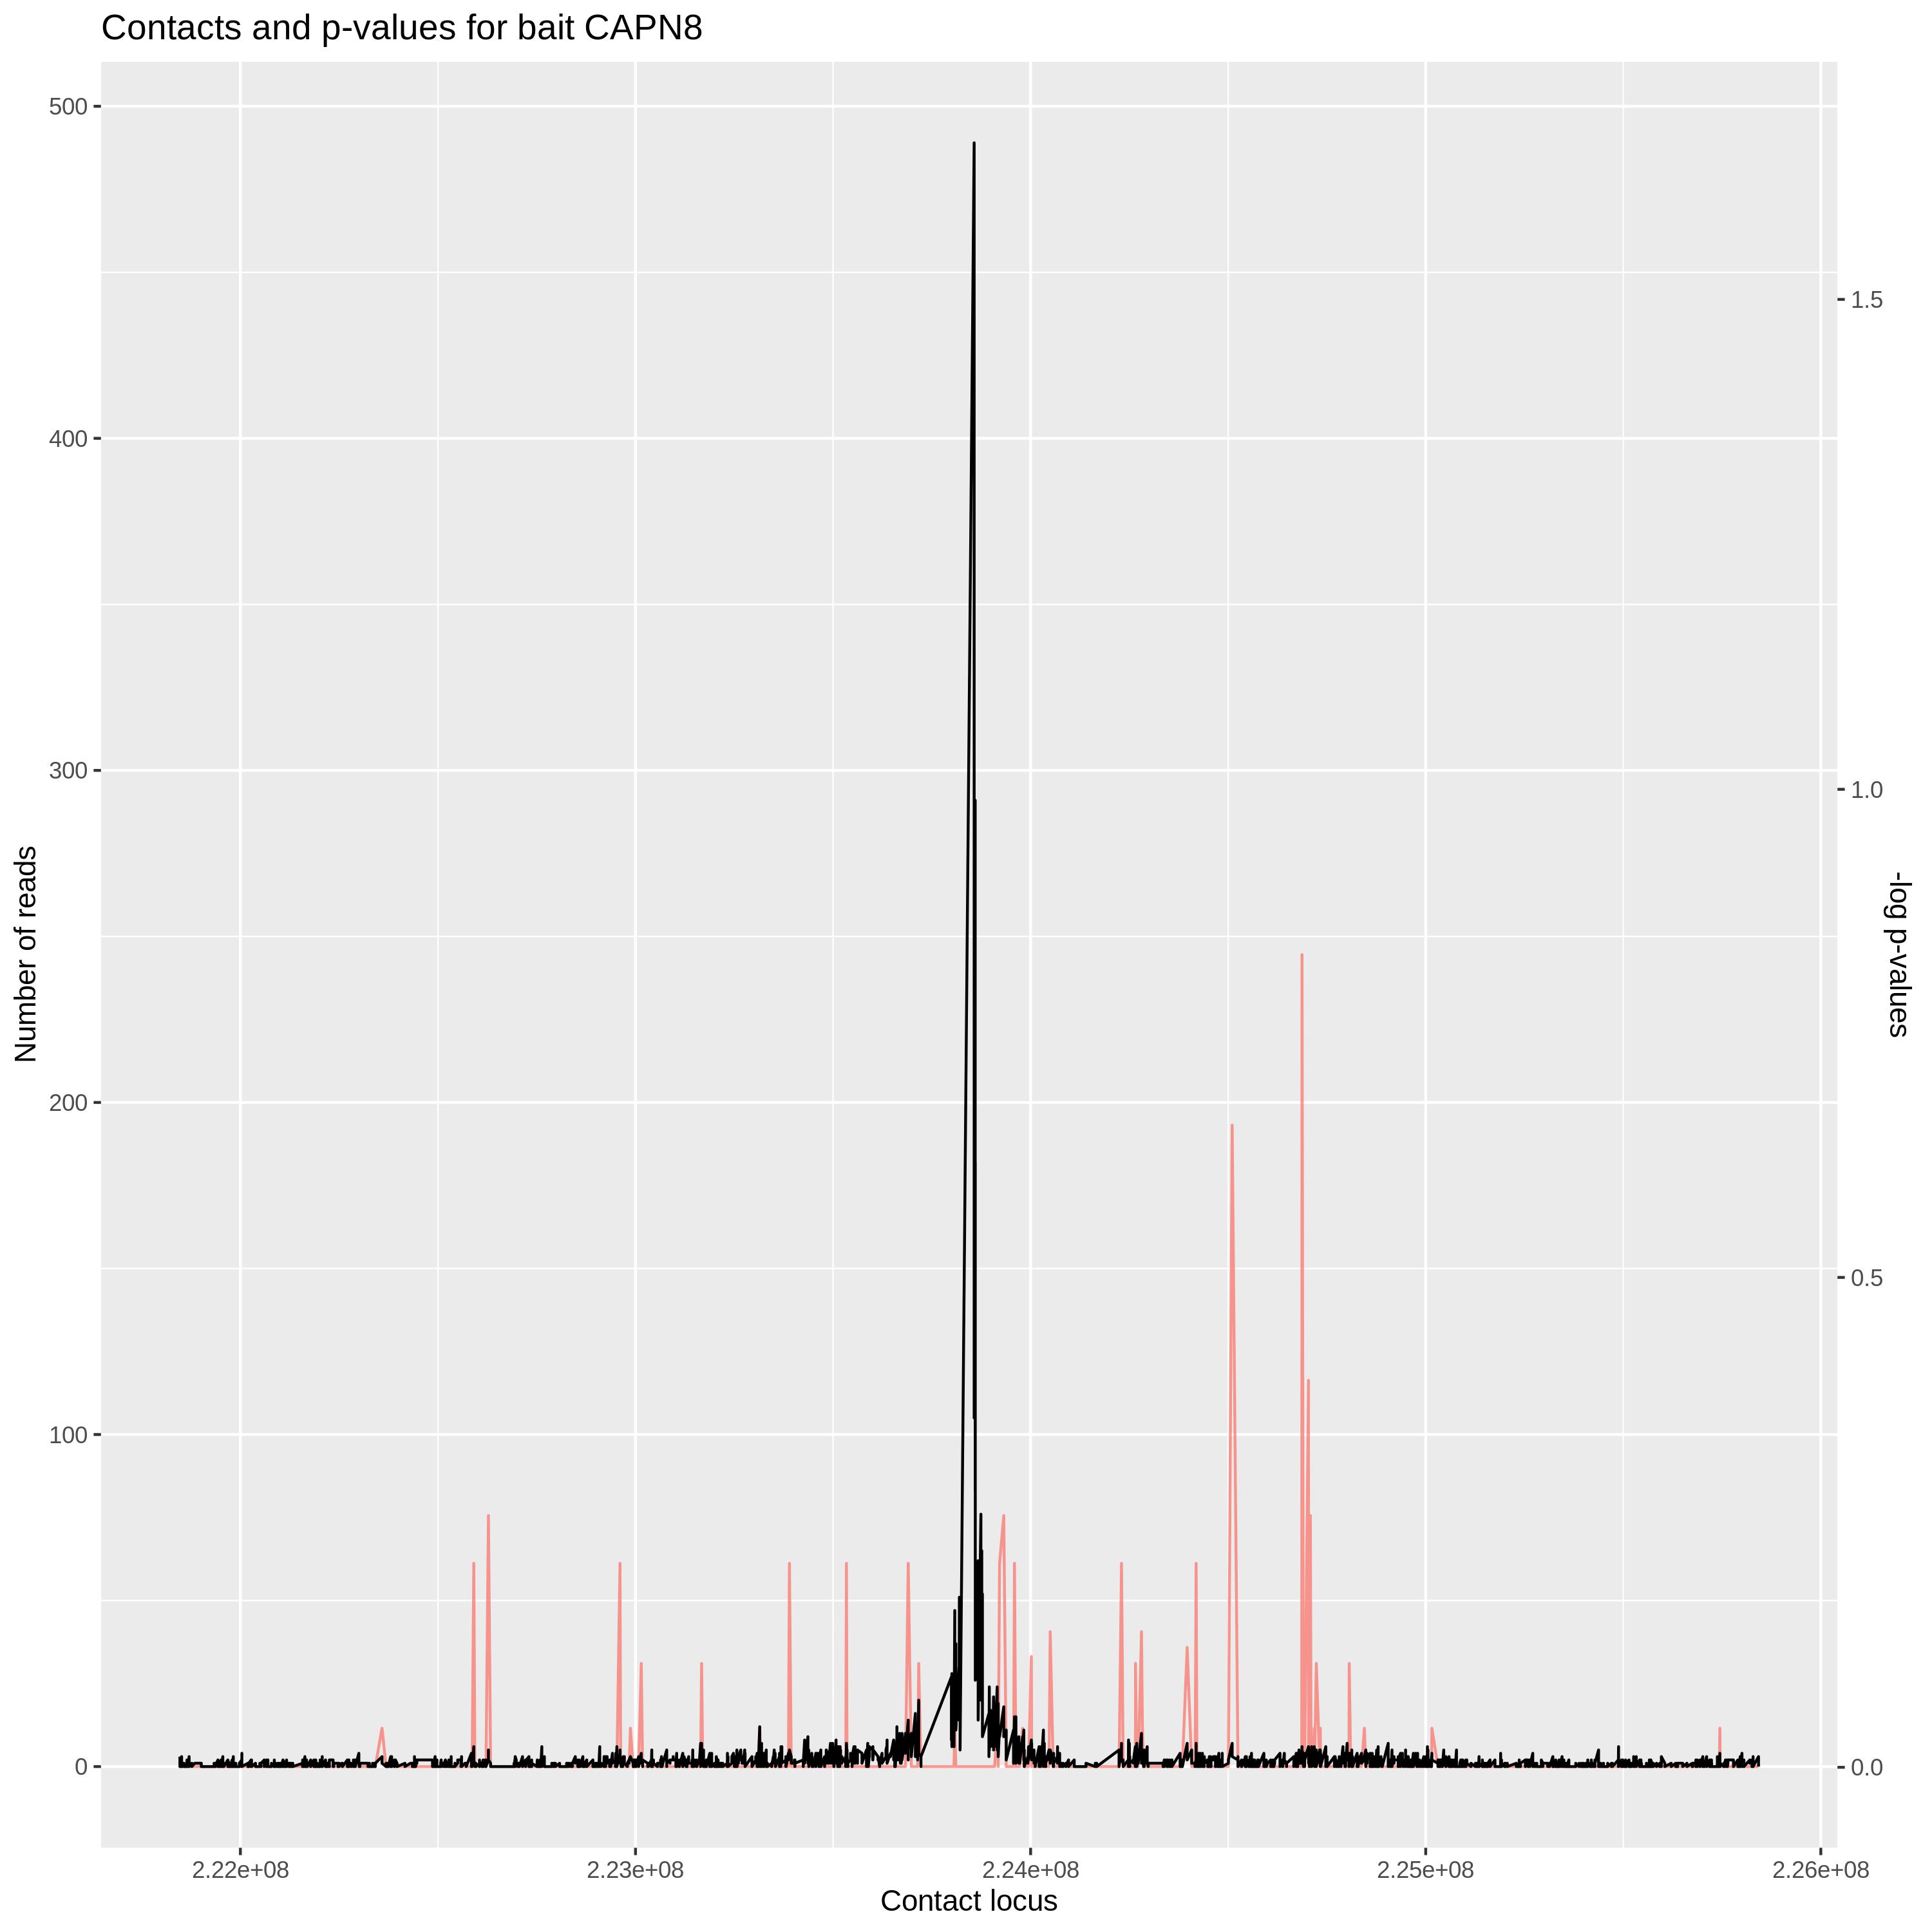 Contacts and p-values for bait CAPN8
500
400
300
200
100
0
Number of reads
1.5
1.0
0.5
0.0
-log p-values
2.22e+08
2.23e+08
2.24e+08
2.25e+08
2.26e+08
Contact locus